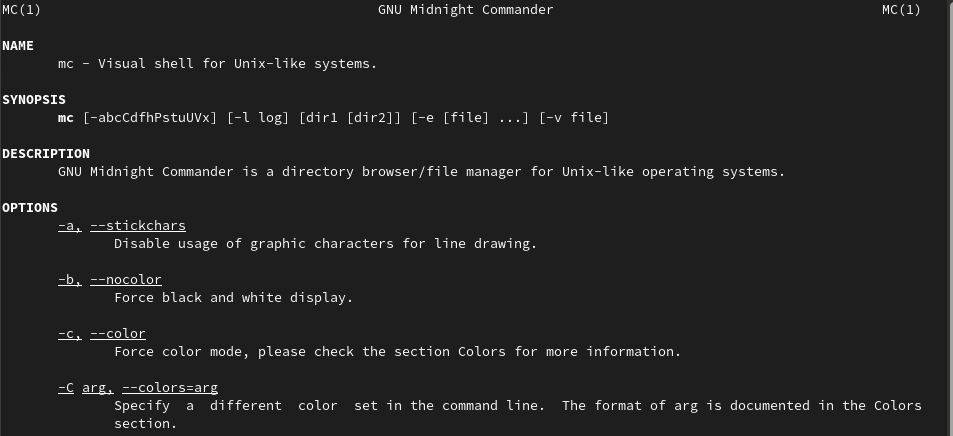 MC(1) GNU Midnight Commander MC(1)
NAME
mc - Visual shell for Unix-like systems.
SYNOPSIS
mc [-abcCdfhPstuUVx] [-l log] [dir1 [dir2]] [-e [file] ...] [-v file]
DESCRIPTION
GNU Midnight Commander is a directory browser/file manager for Unix-like operating systems.
OPTIONS
-a, --stickchars
Disable usage of graphic characters for line drawing.
-b, --nocolor
Force black and white display.
-c, --color
Force color mode, please check the section Colors for more information.
-C arg, --colors=arg
Specify a different color set in the command line. The format of arg is documented in the Colors
section.